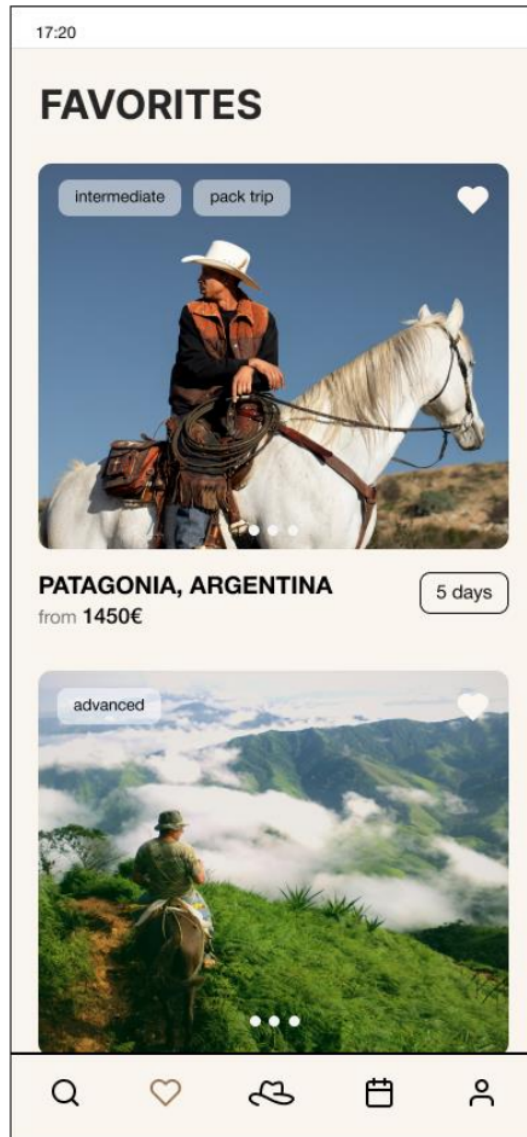 17:20
FAVORITES
intermediate pack trip
PATAGONIA, ARGENTINA
5 days
from 1450€
advanced